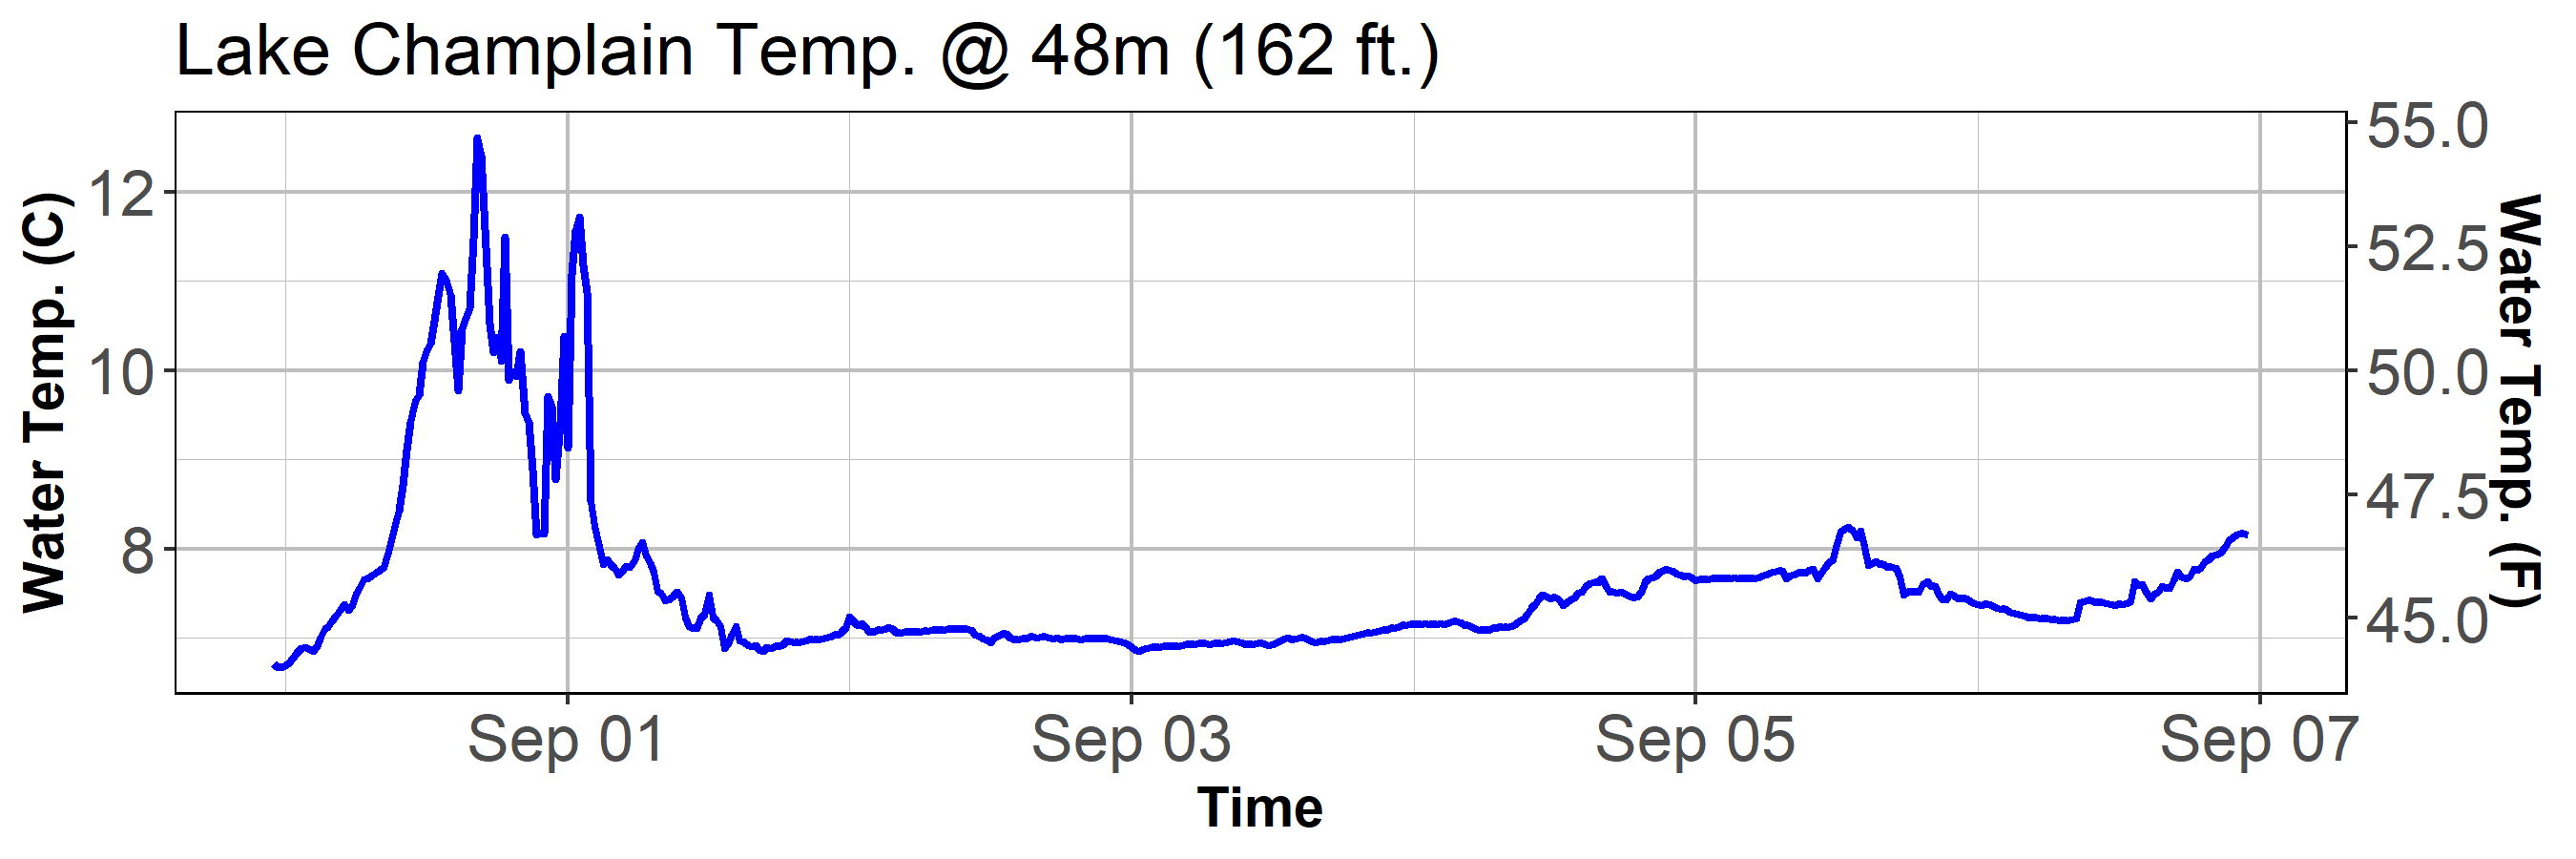 Lake Champlain Temp. @ 48m (162 ft.)
Water Temp. (C)
12
10
8
55.0
52.5
50.0
47.5
45.0
Water Temp. (F)
Sep 01
Sep 03
Sep 05
Sep 07
Time